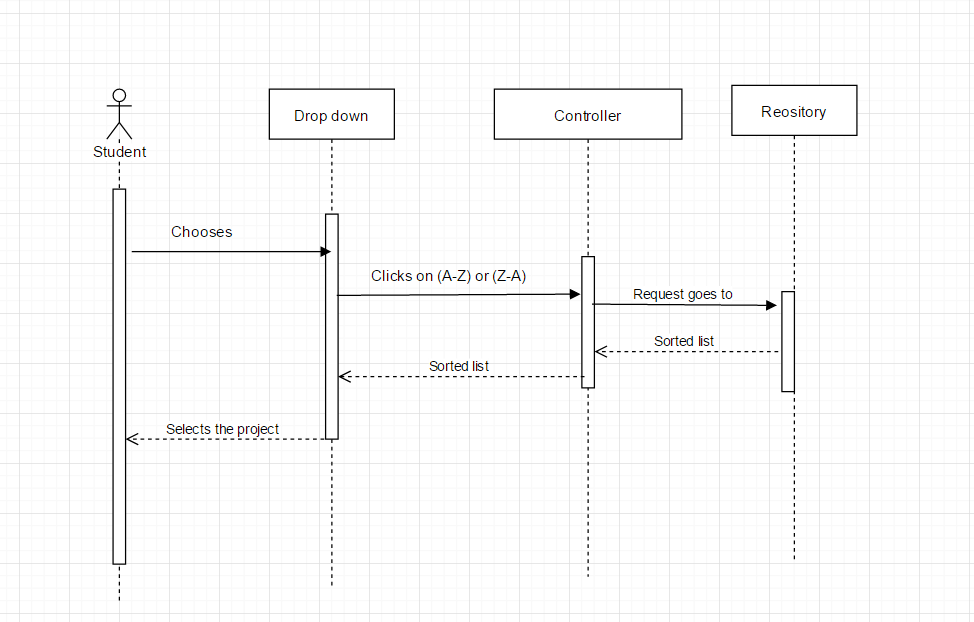 Student
Drop down
Controller
Reository
Chooses
Clicks on (A-Z) or (Z-A)
Request goes to
Sorted list
Sorted list
Selects the project